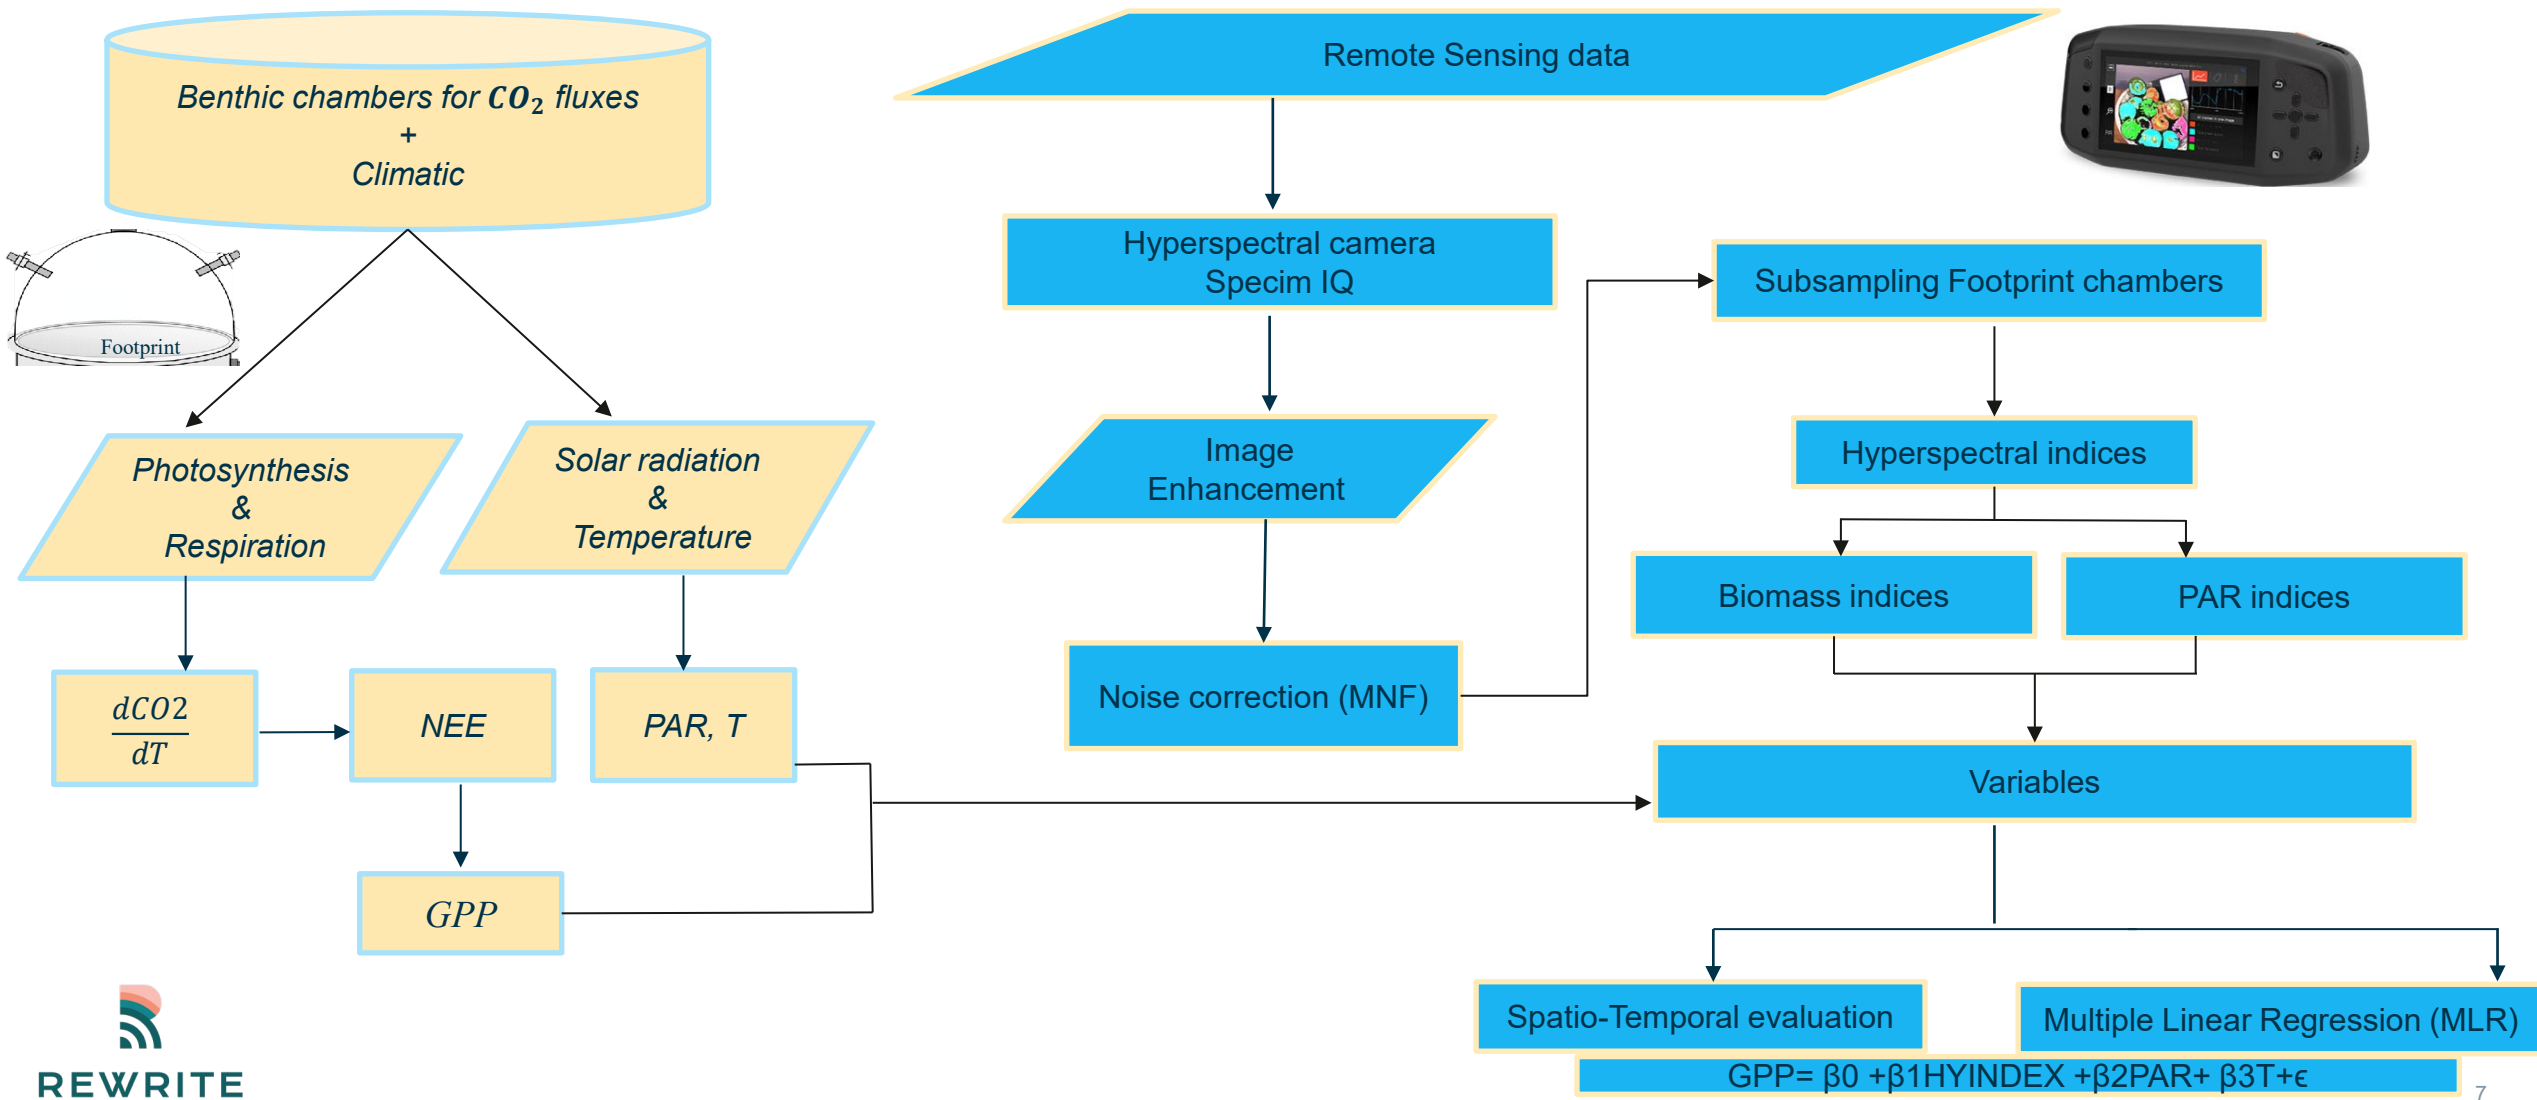 Benthic chambers for CO₂ fluxes
+
Climatic
Footprint
Photosynthesis
&
Respiration
Solar radiation
&
Temperature
dCO2
dT
NEE
PAR, T
GPP
Remote Sensing data
Hyperspectral camera
Specim IQ
Image
Enhancement
Noise correction (MNF)
Subsampling Footprint chambers
Hyperspectral indices
Biomass indices
PAR indices
Variables
Spatio-Temporal evaluation
Multiple Linear Regression (MLR)
GPP= β0 +β1HYINDEX +β2PAR+ β3T+ϵ
REWRITE
7